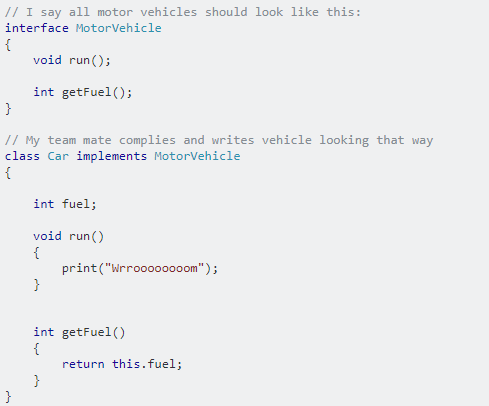 // I say all motor vehicles should look like this:
interface MotorVehicle
{
    void run();

    int getFuel();
}

// My team mate complies and writes vehicle looking that way
class Car implements MotorVehicle
{

    int fuel;

    void run()
    {
        print("Wrroooooooom");
    }


    int getFuel()
    {
        return this.fuel;
    }
}